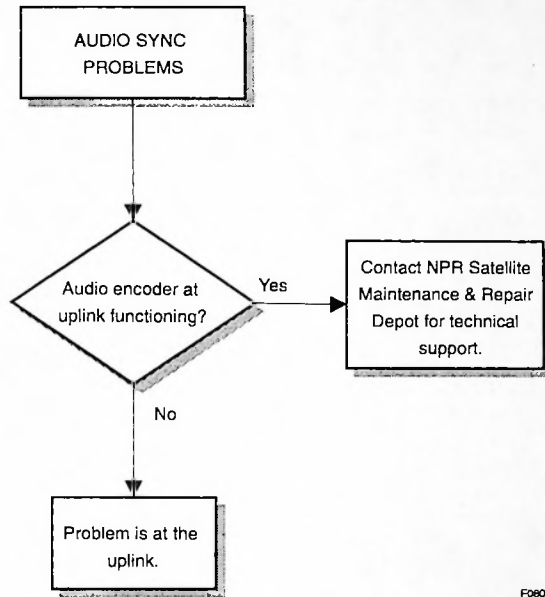 AUDIO SYNC
PROBLEMS
Audio encoder at
uplink functioning?
Yes
Contact NPR Satellite
Maintenance & Repair
Depot for technical
support.
No
Problem is at the
uplink.
F080